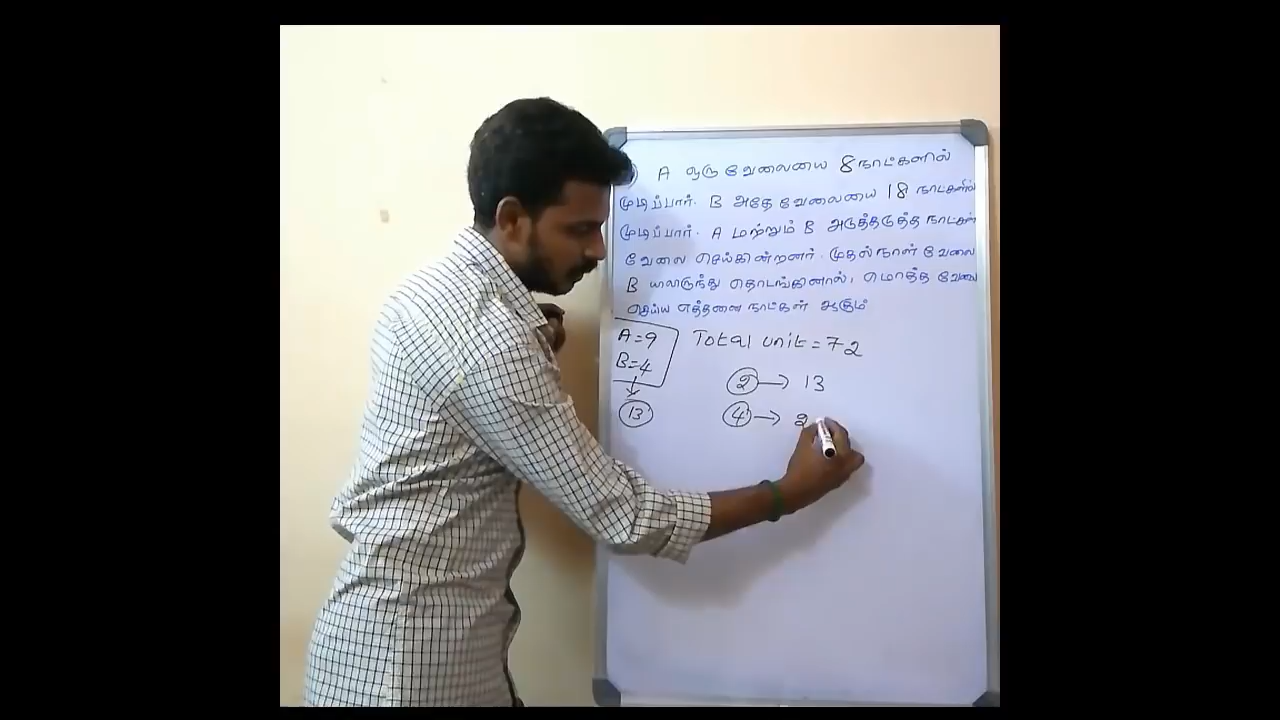 A ஒரு வேலையை 8 நாட்களில்
முடிப்பார். B அதே வேலையை 18 நாட்களில்
முடிப்பார். A மற்றும் B அடுத்தடுத்த நாட்கள்
வேலை செய்கின்றனர். முதல் நாள் வேலை
B யிலிருந்து தொடங்கினால், மொத்த வேலை
செய்ய எத்தனை நாட்கள் ஆகும்
A=9 Total unit = 72
B=4
2 → 13
13 4 → 2